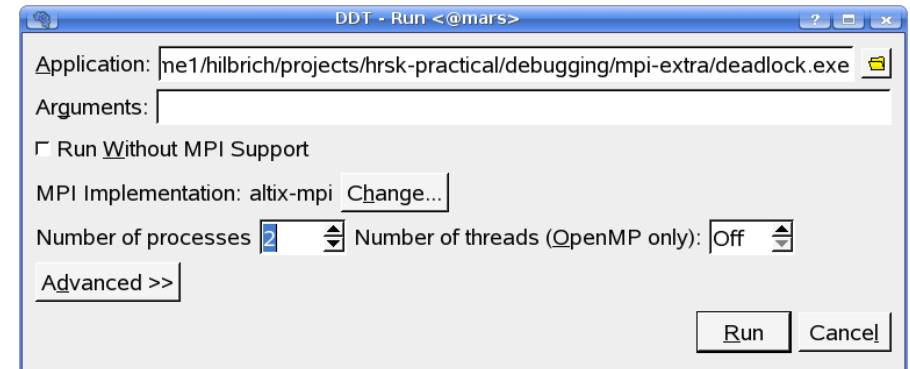 DDT - Run <@mars>
Application: me1/hilbrich/projects/hrsk-practical/debugging/mpi-extra/deadlock.exe
Arguments:
Run Without MPI Support
MPI Implementation: altix-mpi Change...
Number of processes 2 Number of threads (OpenMP only): Off
Advanced >>
Run Cancel